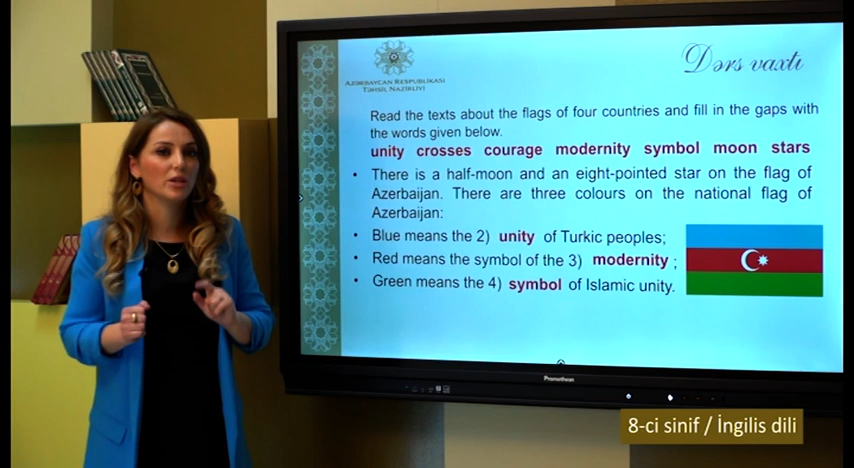 Dərs vaxtı
AZƏRBAYCAN RESPUBLİKASI
TƏHSİL NAZİRLİYİ
Read the texts about the flags of four countries and fill in the gaps with
the words given below.
unity crosses courage modernity symbol moon stars
• There is a half-moon and an eight-pointed star on the flag of
Azerbaijan. There are three colours on the national flag of
Azerbaijan:
• Blue means the 2) unity of Turkic peoples;
• Red means the symbol of the 3) modernity ;
• Green means the 4) symbol of Islamic unity.
Promethean
8-ci sinif / İngilis dili